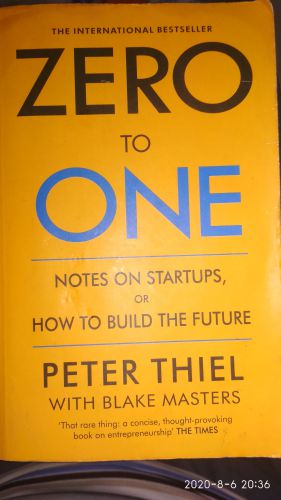 THE INTERNATIONAL BESTSELLER
ZERO
TO
ONE
NOTES ON STARTUPS,
OR
HOW TO BUILD THE FUTURE
PETER THIEL
WITH BLAKE MASTERS
'That rare thing: a concise, thought-provoking
book on entrepreneurship' THE TIMES
2020-8-6 20:36